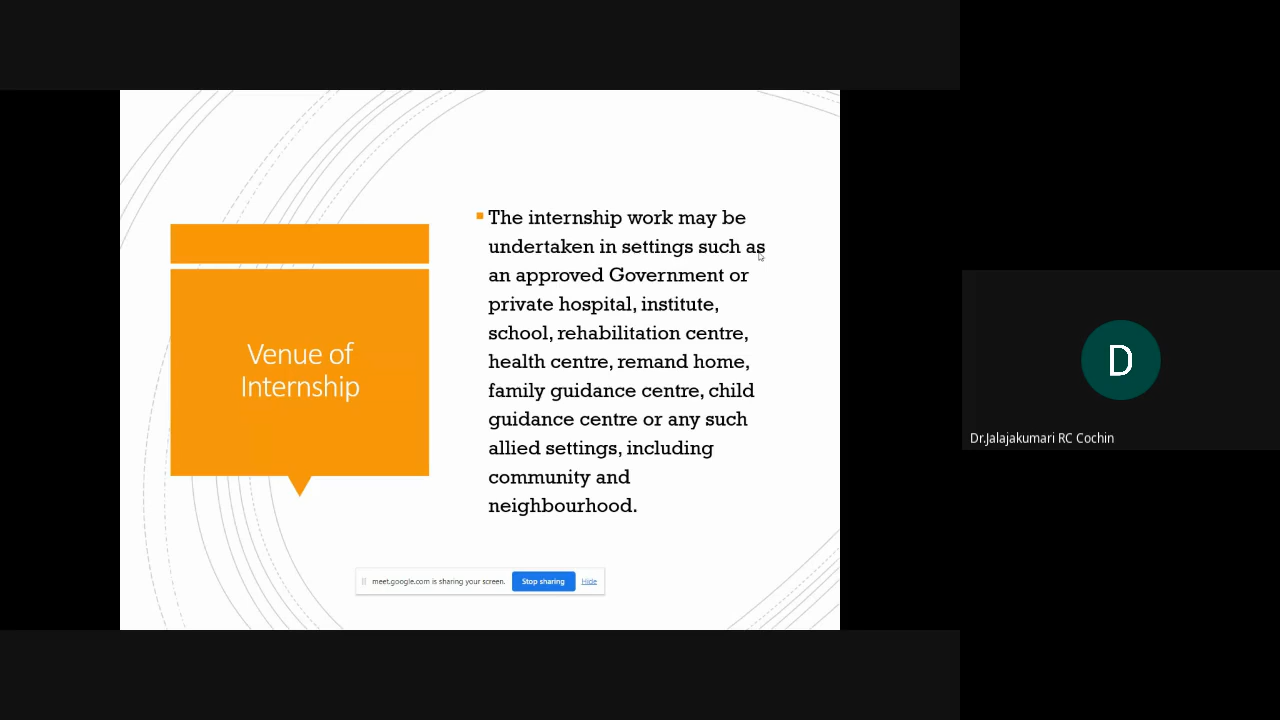 Venue of
Internship
The internship work may be
undertaken in settings such as
an approved Government or
private hospital, institute,
school, rehabilitation centre,
health centre, remand home,
family guidance centre, child
guidance centre or any such
allied settings, including
community and
neighbourhood.
meet.google.com is sharing your screen. Stop sharing Hide
D
Dr.Jalajakumari RC Cochin